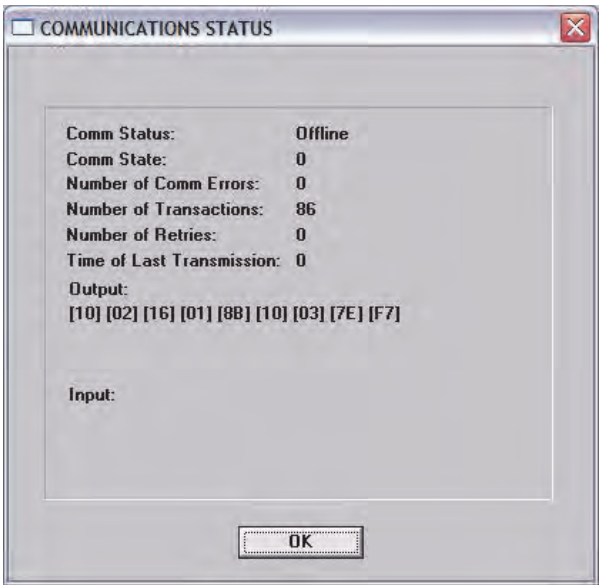 COMMUNICATIONS STATUS
Comm Status: Offline
Comm State: 0
Number of Comm Errors: 0
Number of Transactions: 86
Number of Retries: 0
Time of Last Transmission: 0
Output:
[10] [02] [16] [01] [8B] [10] [03] [7E] [F7]
Input:
OK